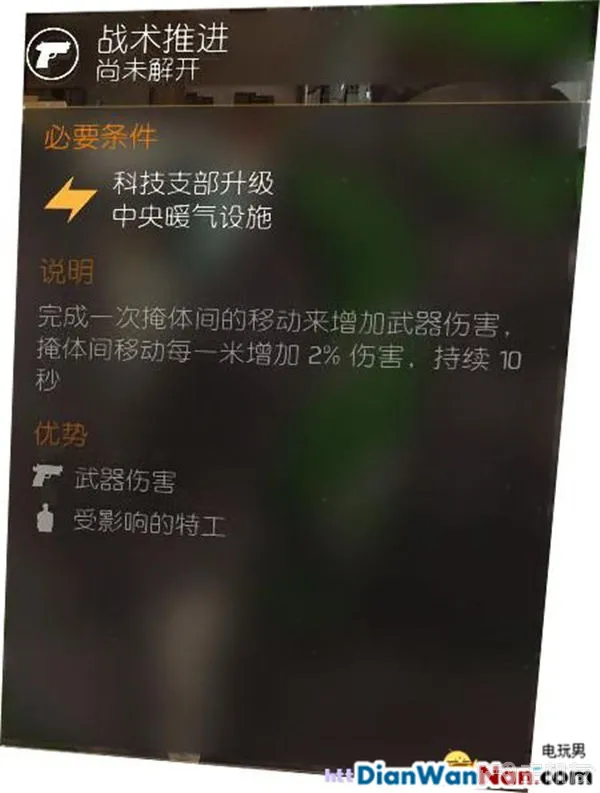 战术推进
尚未解开
必要条件
科技支部升级
中央暖气设施
说明
完成一次掩体间的移动来增加武器伤害，
掩体间移动每一米增加 2% 伤害，持续 10
秒
优势
武器伤害
受影响的特工
电玩男
DianWanNan.com